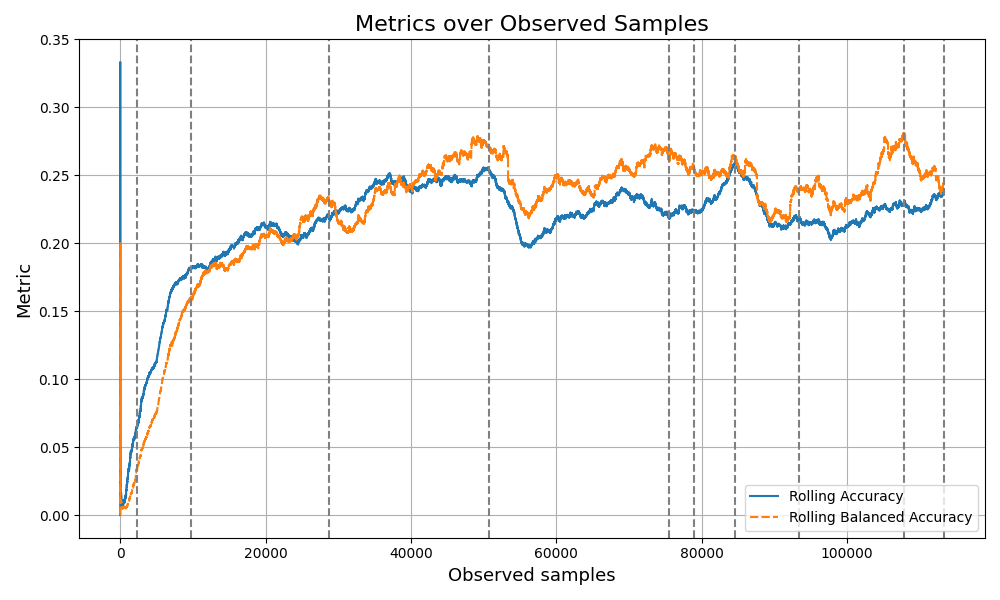 Metrics over Observed Samples
Metric
0.35
0.30
0.25
0.20
0.15
0.10
0.05
0.00
0
20000
40000
60000
80000
100000
Observed samples
Rolling Accuracy
Rolling Balanced Accuracy